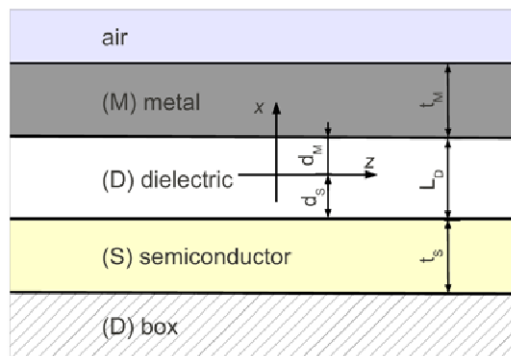 air
(M) metal
x
t_M
d_M
z
(D) dielectric
L_D
d_S
(S) semiconductor
t_S
(D) box